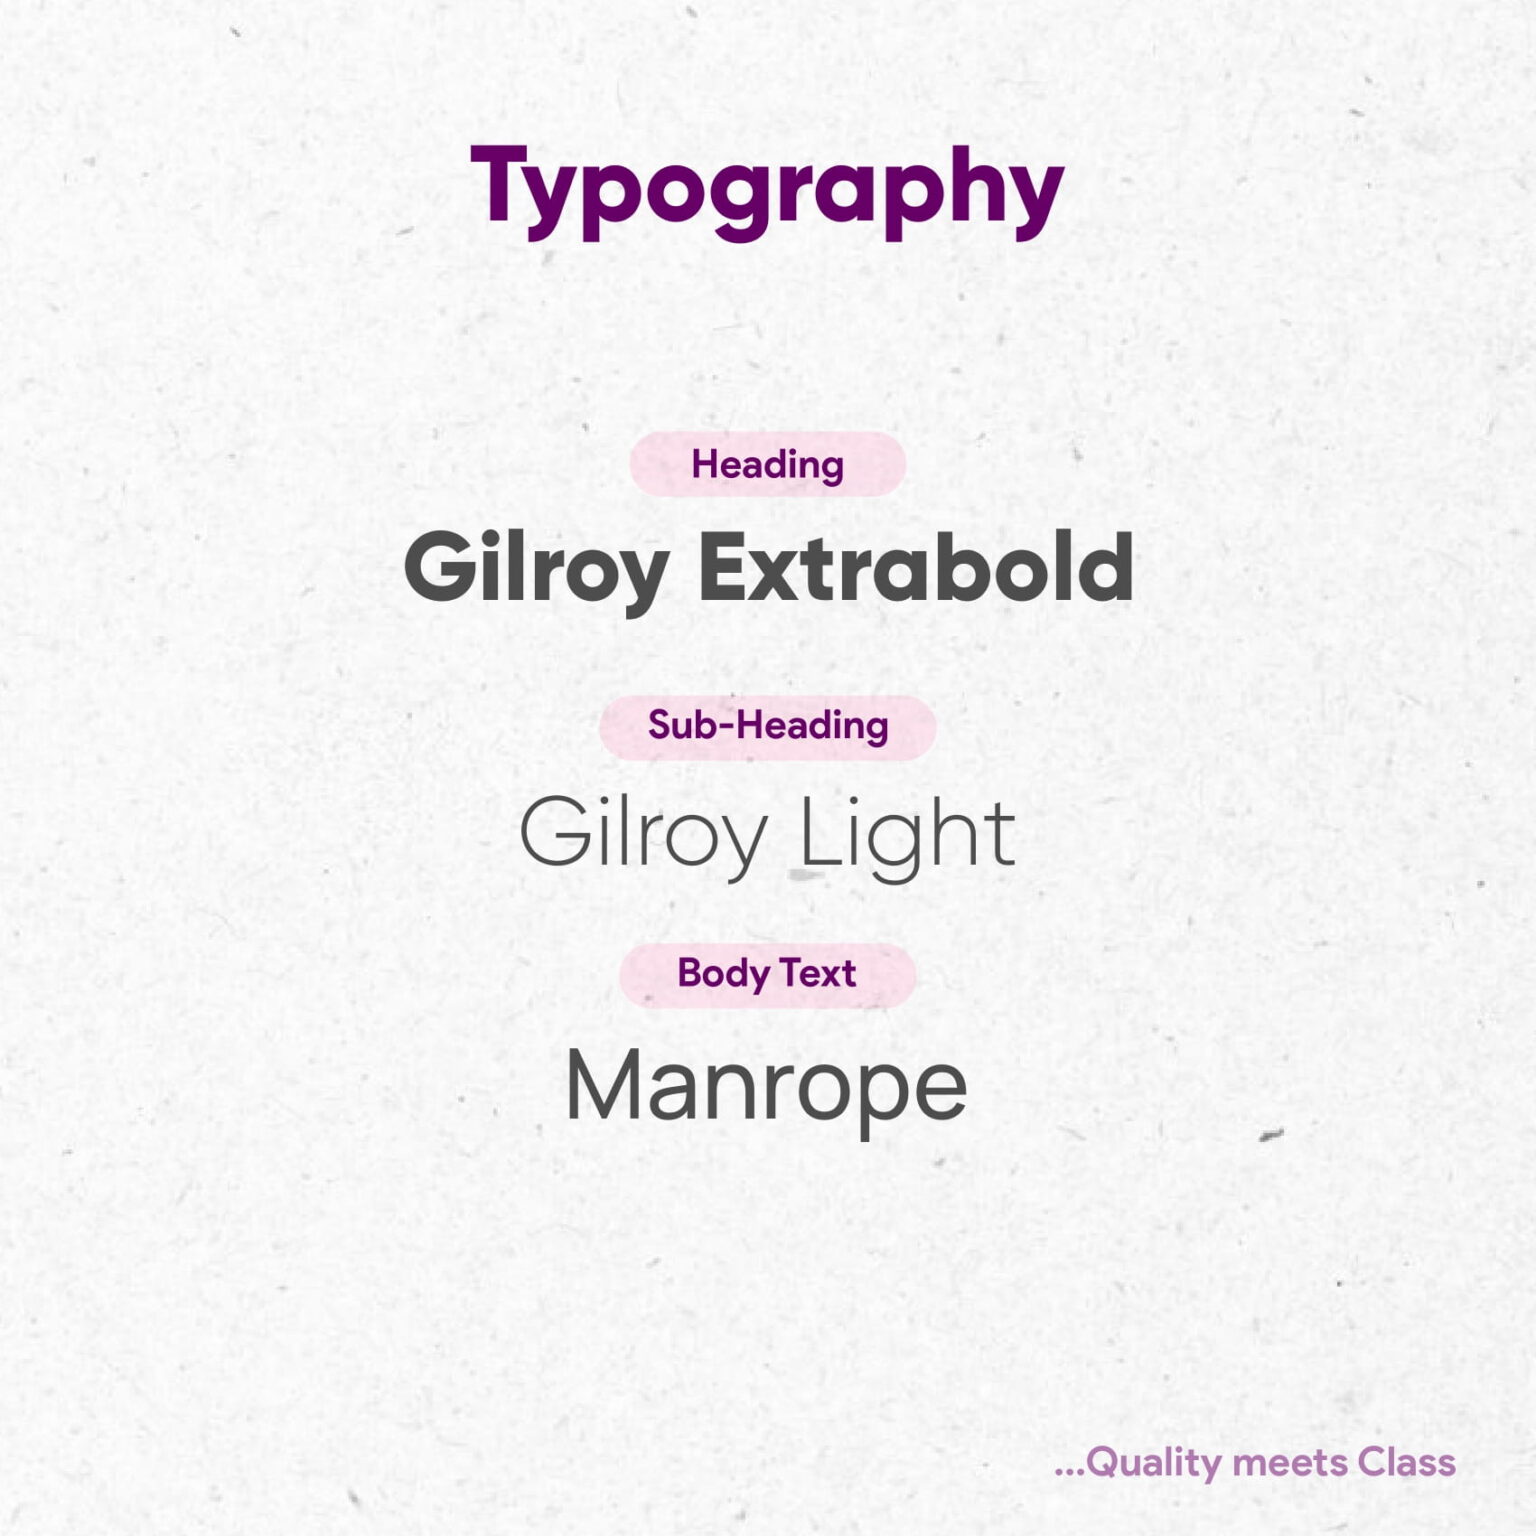 Typography
Heading
Gilroy Extrabold
Sub-Heading
Gilroy Light
Body Text
Manrope
...Quality meets Class